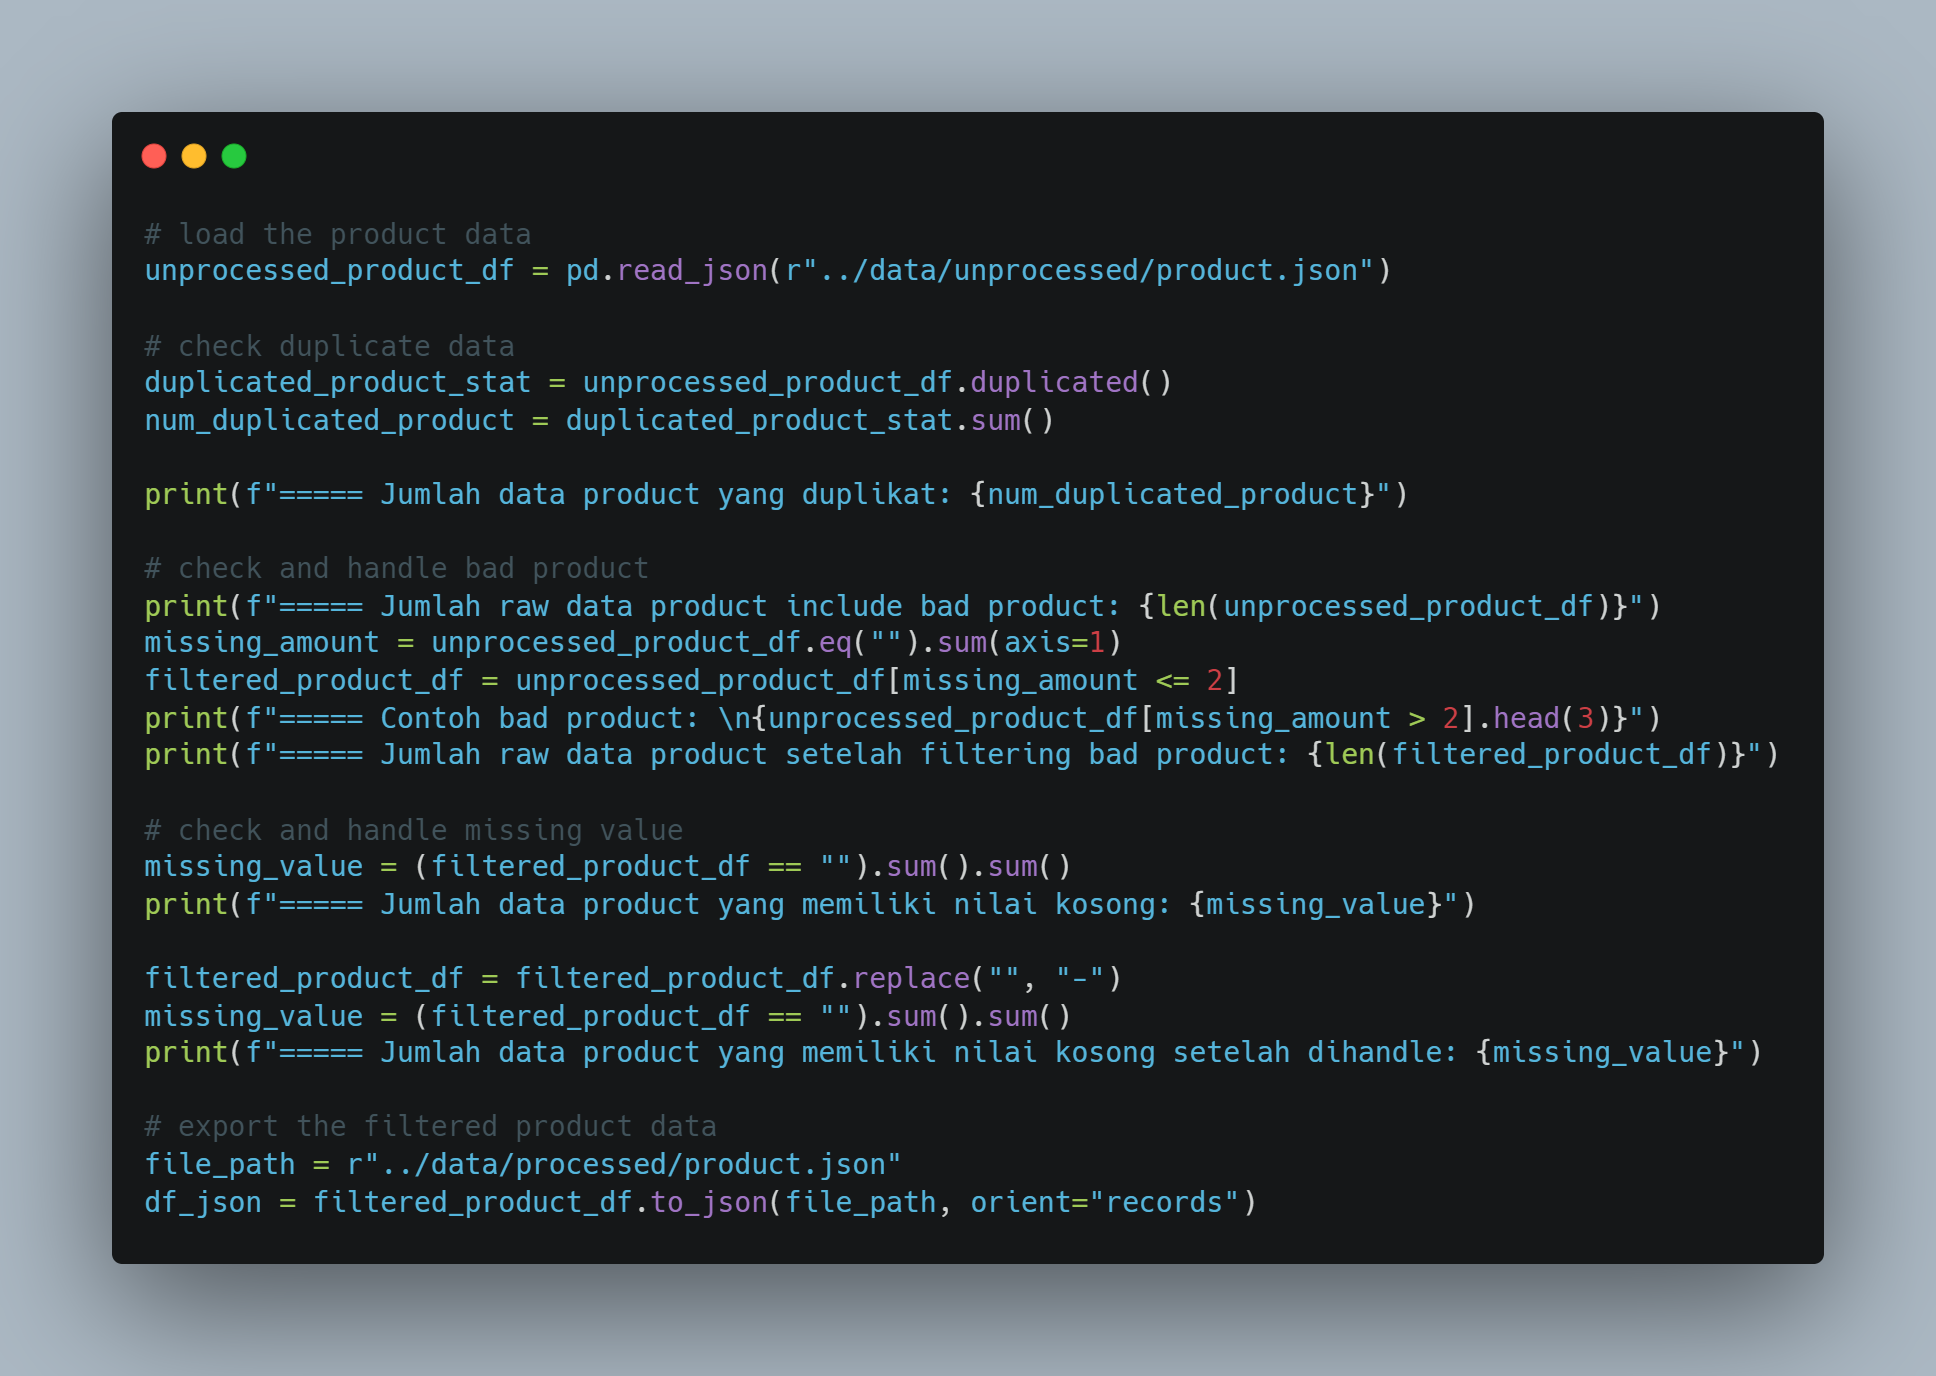 # load the product data
unprocessed_product_df = pd.read_json(r"../data/unprocessed/product.json")
# check duplicate data
duplicated_product_stat = unprocessed_product_df.duplicated()
num_duplicated_product = duplicated_product_stat.sum()
print(f"===== Jumlah data product yang duplikat: {num_duplicated_product}")
# check and handle bad product
print(f"===== Jumlah raw data product include bad product: {len(unprocessed_product_df)}")
missing_amount = unprocessed_product_df.eq("").sum(axis=1)
filtered_product_df = unprocessed_product_df[missing_amount <= 2]
print(f"===== Contoh bad product: \n{unprocessed_product_df[missing_amount > 2].head(3)}")
print(f"===== Jumlah raw data product setelah filtering bad product: {len(filtered_product_df)}")
# check and handle missing value
missing_value = (filtered_product_df == "").sum().sum()
print(f"===== Jumlah data product yang memiliki nilai kosong: {missing_value}")
filtered_product_df = filtered_product_df.replace("", "-")
missing_value = (filtered_product_df == "").sum().sum()
print(f"===== Jumlah data product yang memiliki nilai kosong setelah dihandle: {missing_value}")
# export the filtered product data
file_path = r"../data/processed/product.json"
df_json = filtered_product_df.to_json(file_path, orient="records")